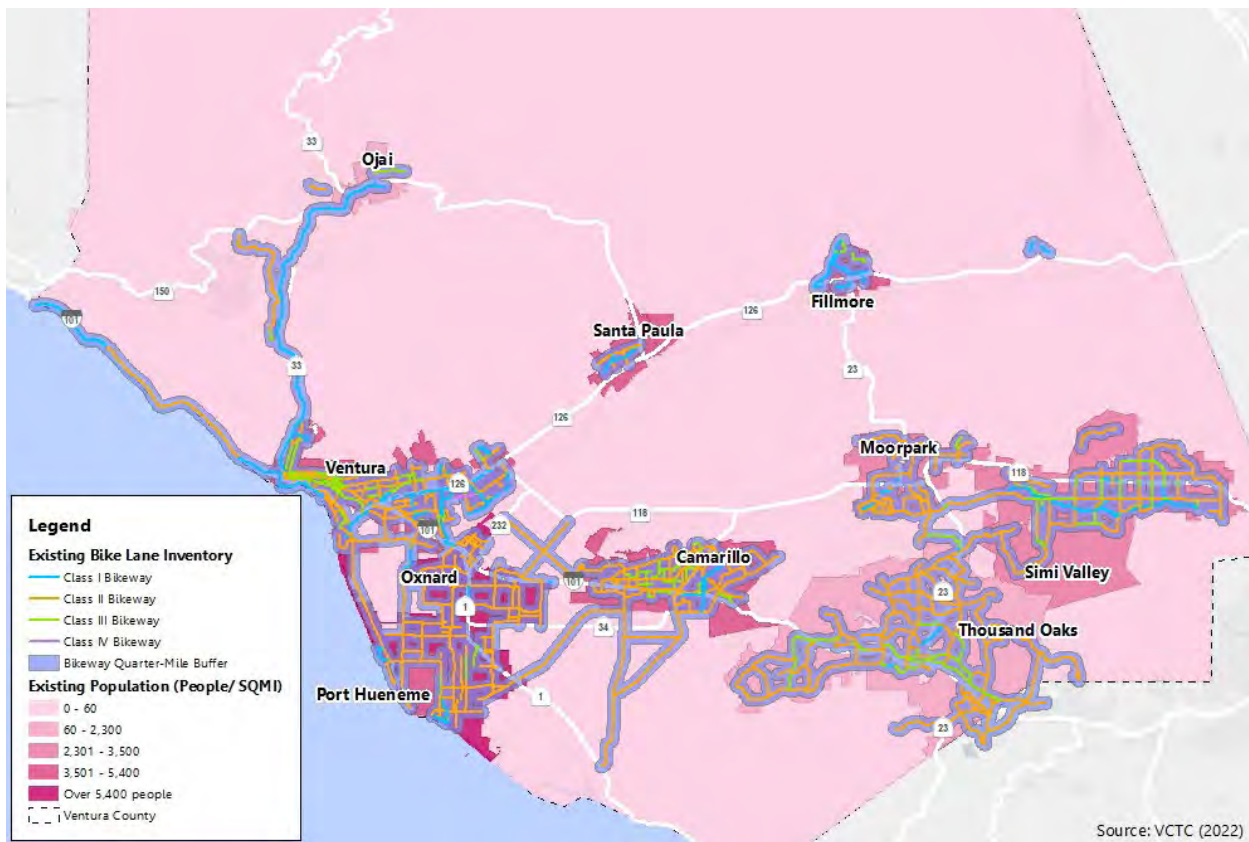 33
Ojai
150
101
Fillmore
126
Santa Paula
33
23
126
Moorpark
Ventura
118
126
232
118
101
Camarillo
Oxnard
101
Simi Valley
23
1
34
Thousand Oaks
Port Hueneme
1
23
Legend
Existing Bike Lane Inventory
Class I Bikeway
Class II Bikeway
Class III Bikeway
Class IV Bikeway
Bikeway Quarter-Mile Buffer
Existing Population (People/ SQMI)
0 - 60
60 - 2,300
2,301 - 3,500
3,501 - 5,400
Over 5,400 people
Ventura County
Source: VCTC (2022)